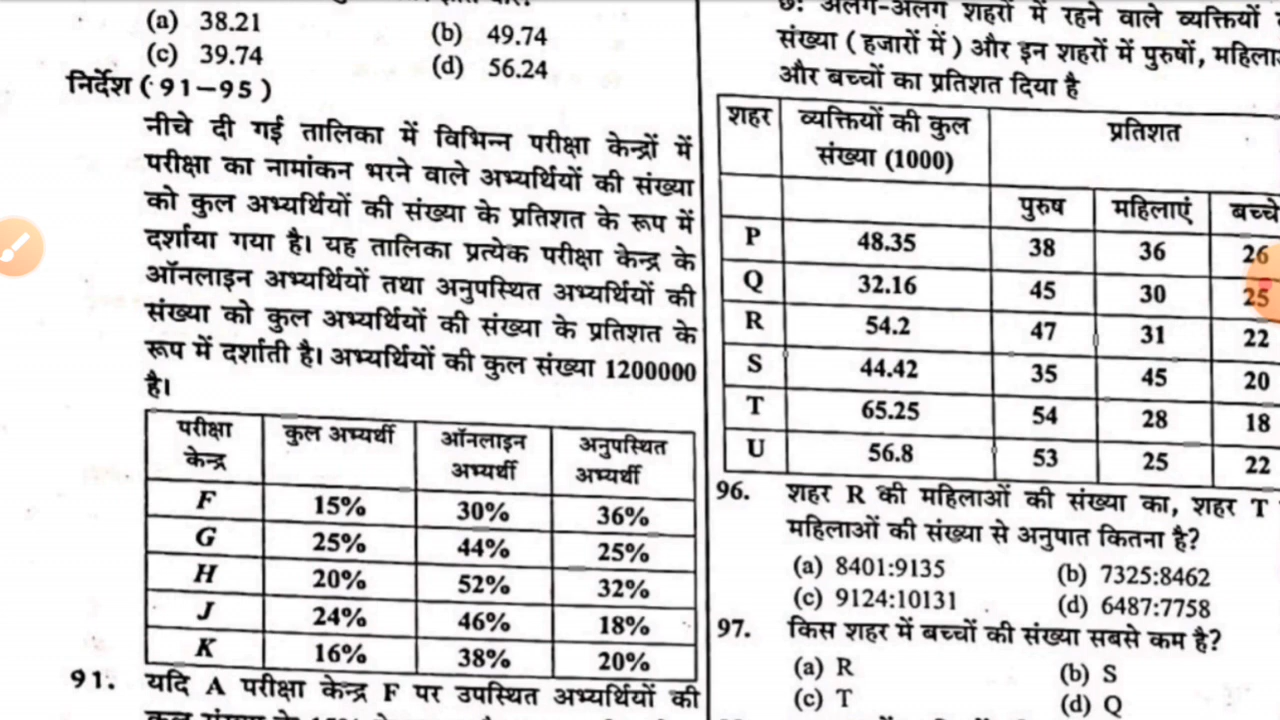 (a) 38.21
(b) 49.74
(c) 39.74
(d) 56.24
निर्देश (91–95)
नीचे दी गई तालिका में विभिन्न परीक्षा केन्द्रों में
परीक्षा का नामांकन भरने वाले अभ्यर्थियों की संख्या
को कुल अभ्यर्थियों की संख्या के प्रतिशत के रूप में
दर्शाया गया है। यह तालिका प्रत्येक परीक्षा केन्द्र के
ऑनलाइन अभ्यर्थियों तथा अनुपस्थित अभ्यर्थियों की
संख्या को कुल अभ्यर्थियों की संख्या के प्रतिशत के
रूप में दर्शाती है। अभ्यर्थियों की कुल संख्या 1200000
है।
परीक्षा केन्द्र कुल अभ्यर्थी ऑनलाइन अभ्यर्थी अनुपस्थित अभ्यर्थी
F 15% 30% 36%
G 25% 44% 25%
H 20% 52% 32%
J 24% 46% 18%
K 16% 38% 20%
91. यदि A परीक्षा केन्द्र F पर उपस्थित अभ्यर्थियों की
छः अलग-अलग शहरों में रहने वाले व्यक्तियों
संख्या (हजारों में) और इन शहरों में पुरुषों,
और बच्चों का प्रतिशत दिया है
शहर व्यक्तियों की कुल संख्या (1000) प्रतिशत
पुरुष महिलाएं बच्चे
P 48.35 38 36 26
Q 32.16 45 30 25
R 54.2 47 31 22
S 44.42 35 45 20
T 65.25 54 28 18
U 56.8 53 25 22
96. शहर R की महिलाओं की संख्या का, शहर T
महिलाओं की संख्या से अनुपात कितना है?
(a) 8401:9135
(b) 7325:8462
(c) 9124:10131
(d) 6487:7758
97. किस शहर में बच्चों की संख्या सबसे कम है?
(a) R
(b) S
(c) T
(d) Q